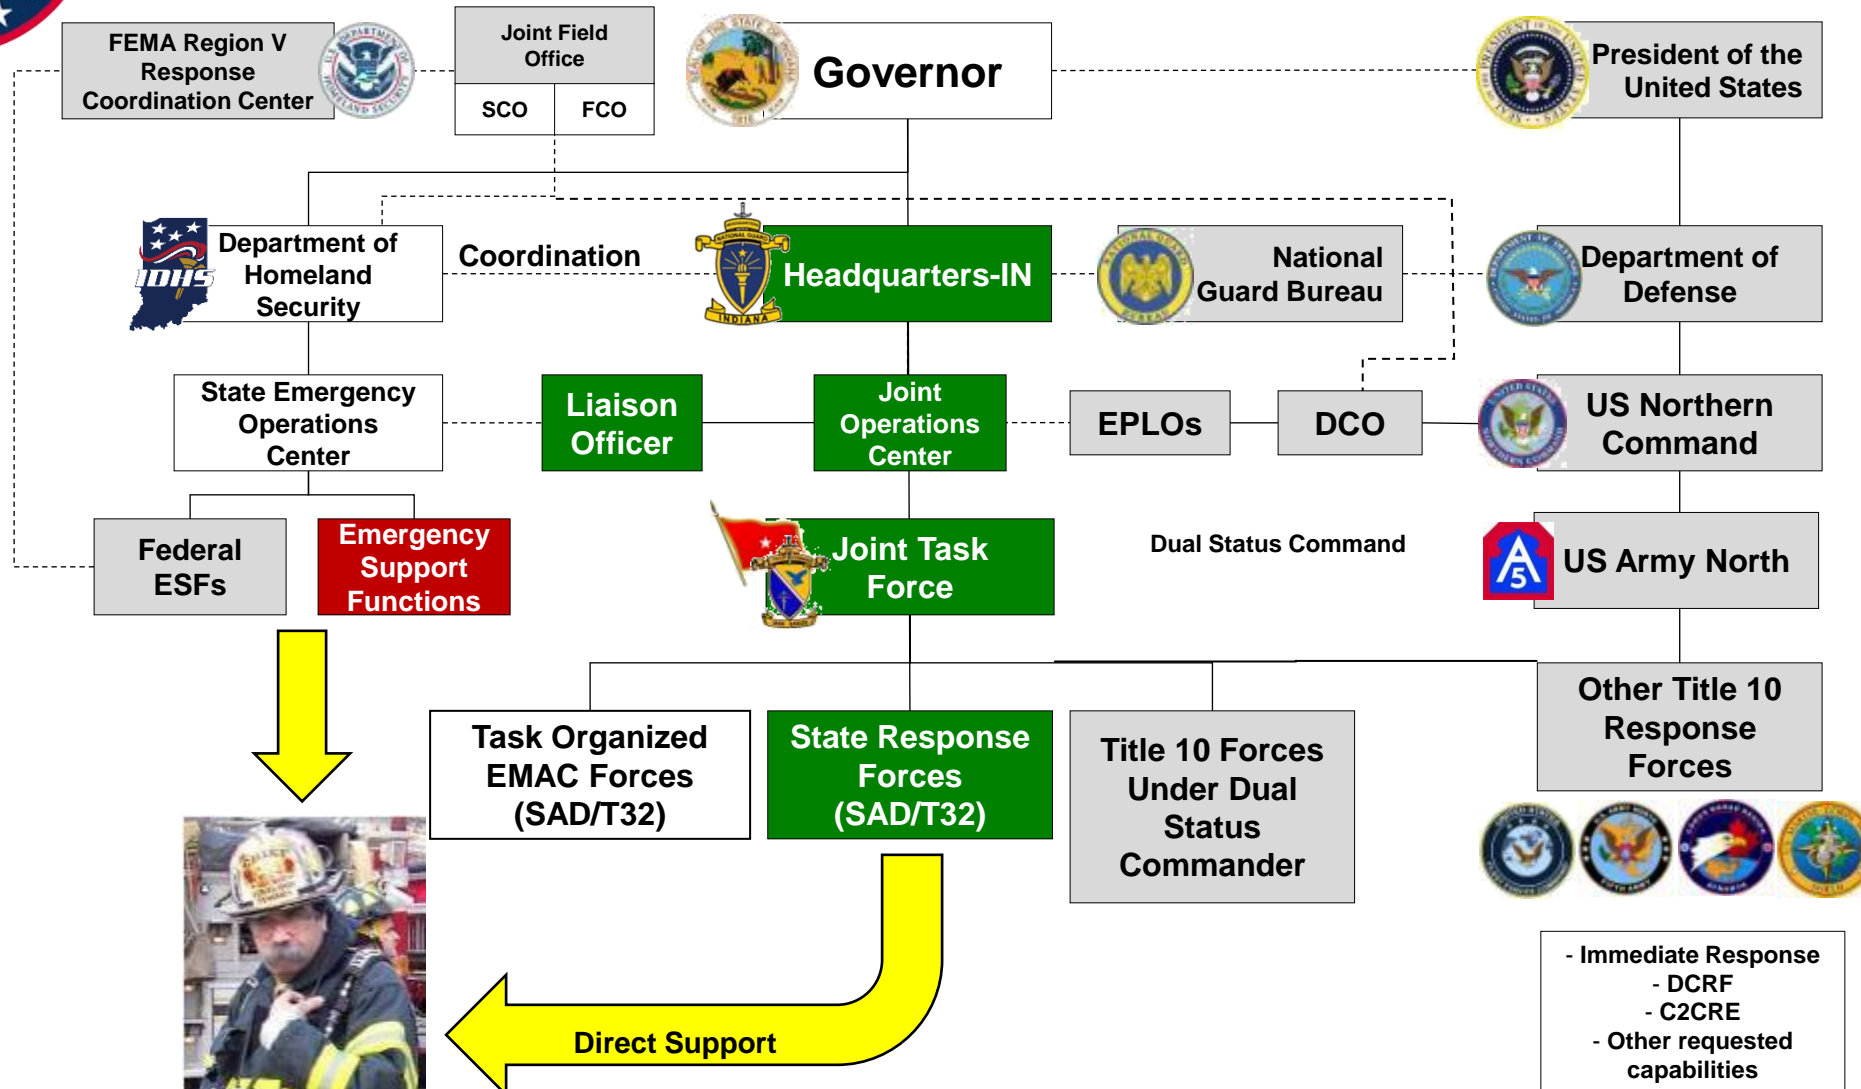 FEMA Region V
Response
Coordination Center
Joint Field
Office
SCO
FCO
Governor
President of the
United States
IDHS
Department of
Homeland
Security
Coordination
INDIANA
Headquarters-IN
National
Guard Bureau
Department of
Defense
State Emergency
Operations
Center
Liaison
Officer
Joint
Operations
Center
EPLOs
DCO
US Northern
Command
Federal
ESFs
Emergency
Support
Functions
Joint Task
Force
Dual Status Command
A
5
US Army North
Task Organized
EMAC Forces
(SAD/T32)
State Response
Forces
(SAD/T32)
Title 10 Forces
Under Dual
Status
Commander
Other Title 10
Response
Forces
Direct Support
- Immediate Response
- DCRF
- C2CRE
- Other requested
capabilities